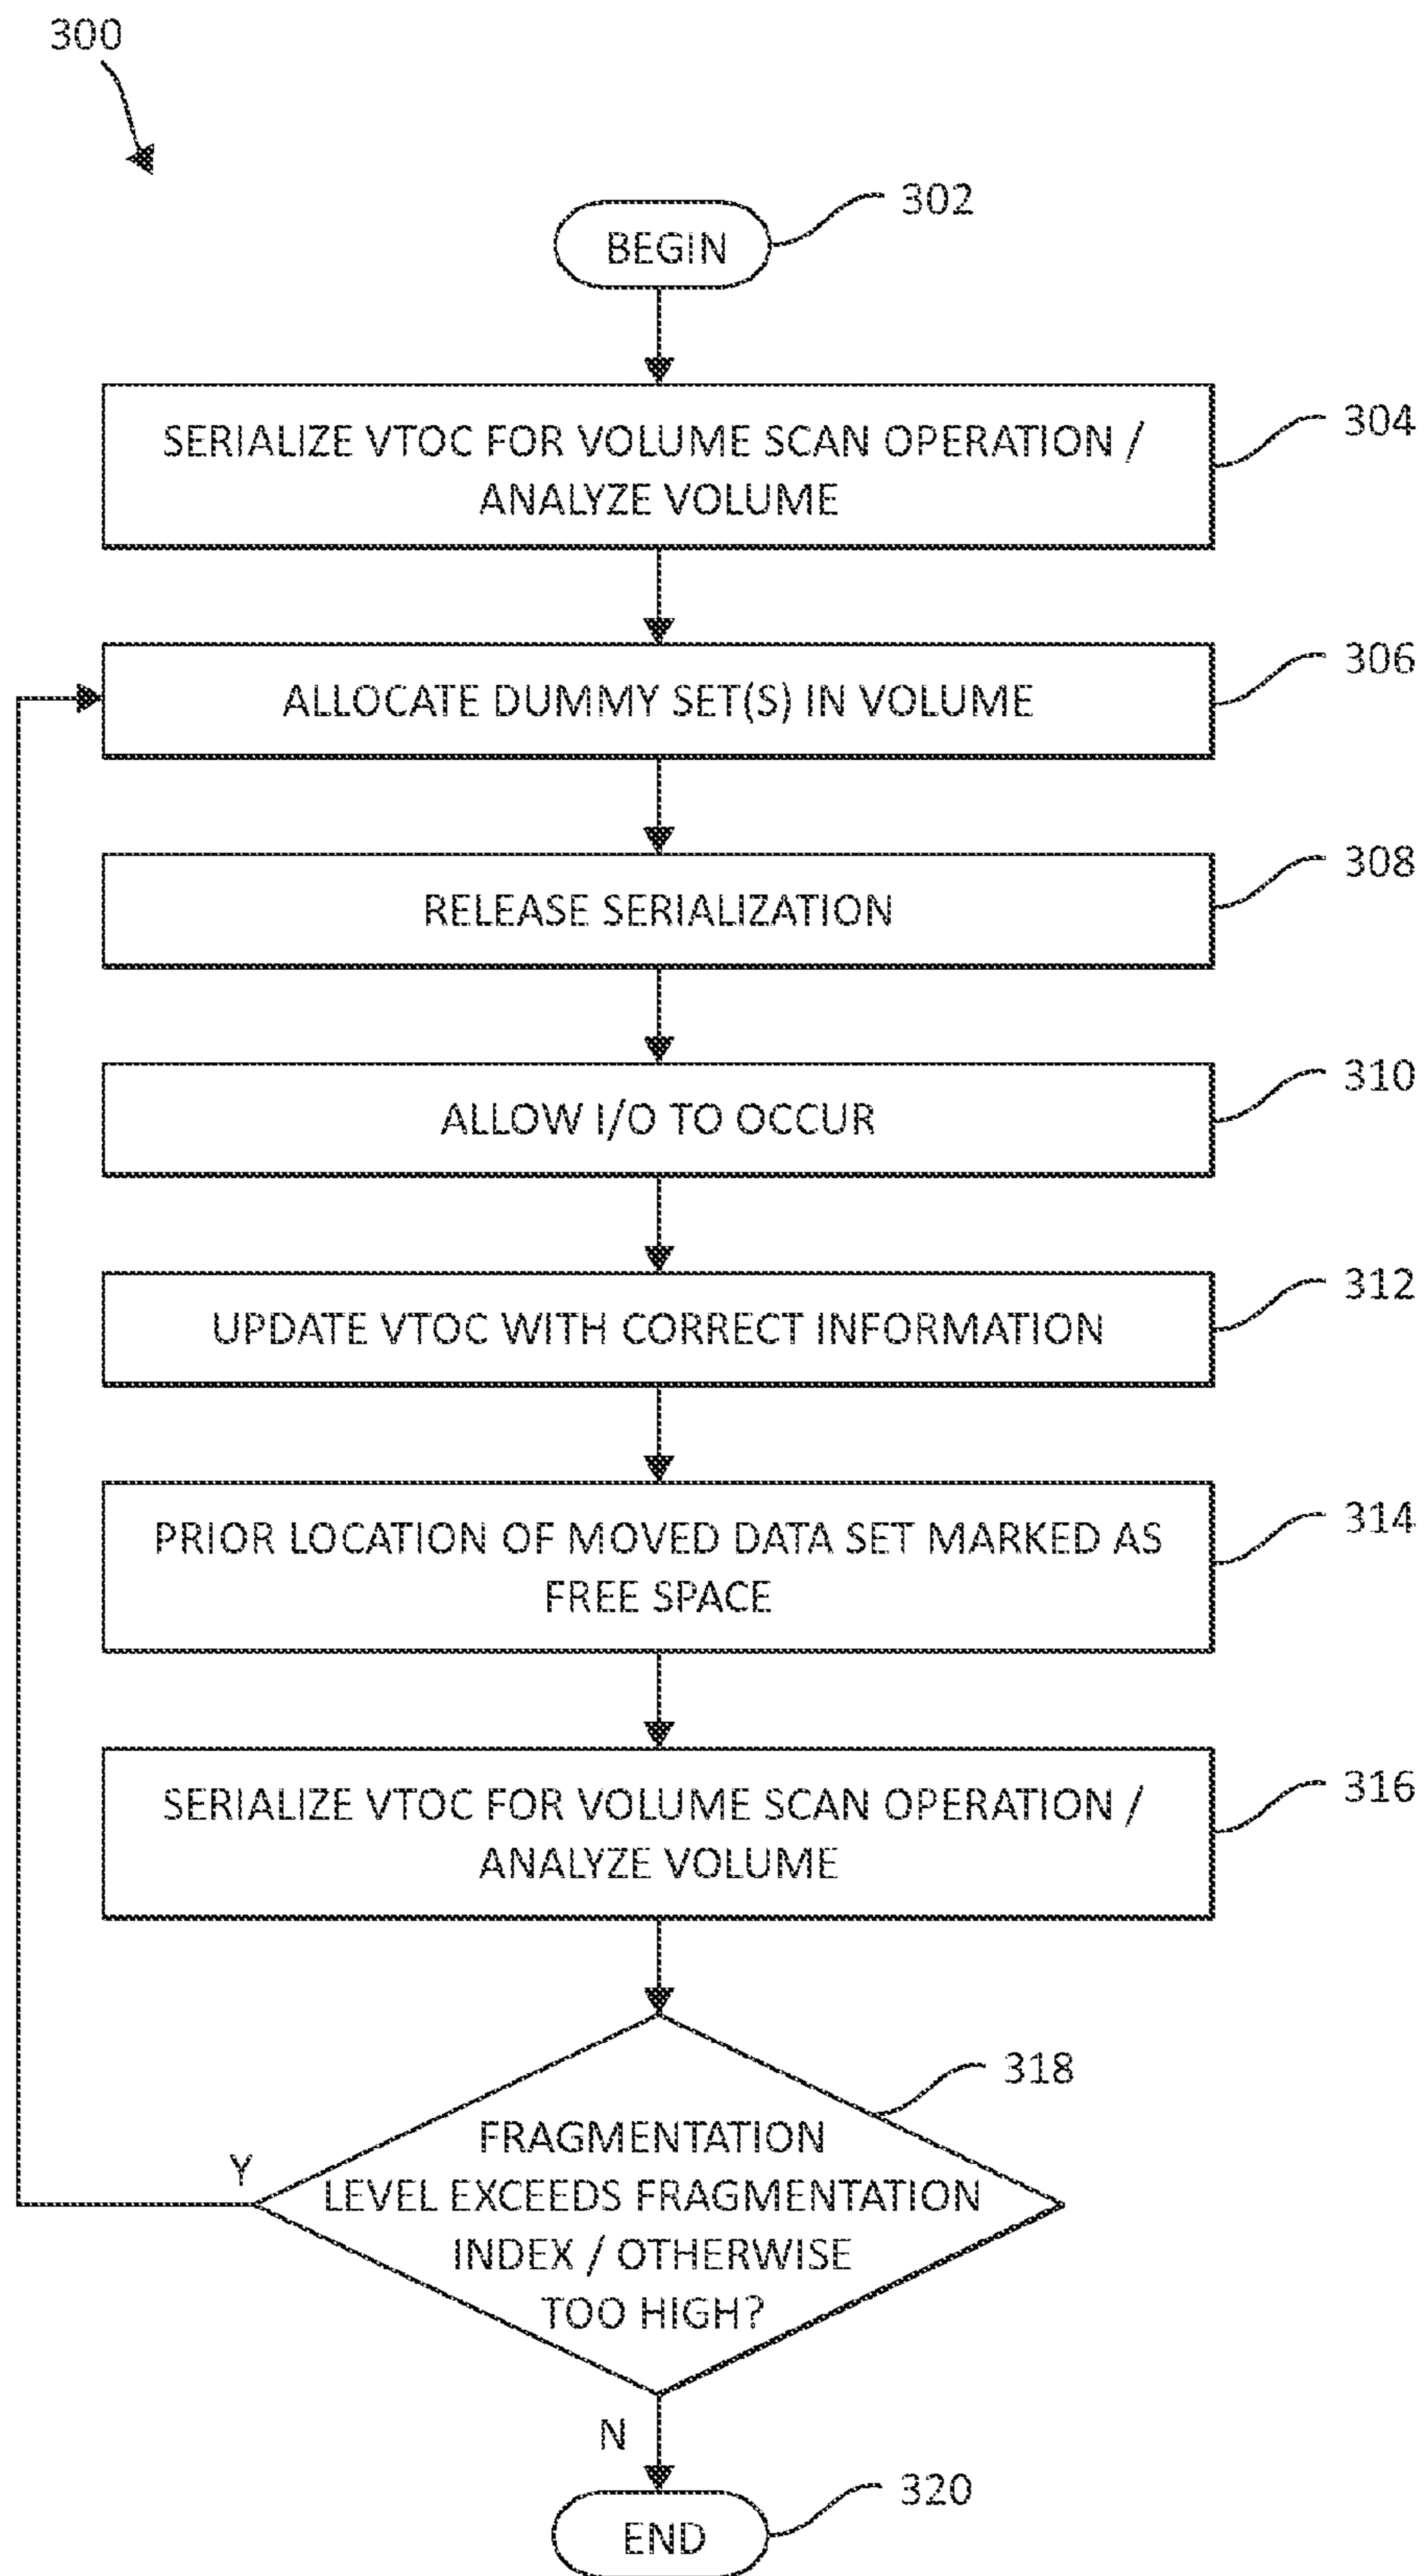 300
BEGIN
302
SERIALIZE VTOC FOR VOLUME SCAN OPERATION /
ANALYZE VOLUME
304
ALLOCATE DUMMY SET(S) IN VOLUME
306
RELEASE SERIALIZATION
308
ALLOW I/O TO OCCUR
310
UPDATE VTOC WITH CORRECT INFORMATION
312
PRIOR LOCATION OF MOVED DATA SET MARKED AS
FREE SPACE
314
SERIALIZE VTOC FOR VOLUME SCAN OPERATION /
ANALYZE VOLUME
316
318
FRAGMENTATION
LEVEL EXCEEDS FRAGMENTATION
INDEX / OTHERWISE
TOO HIGH?
Y
N
END
320